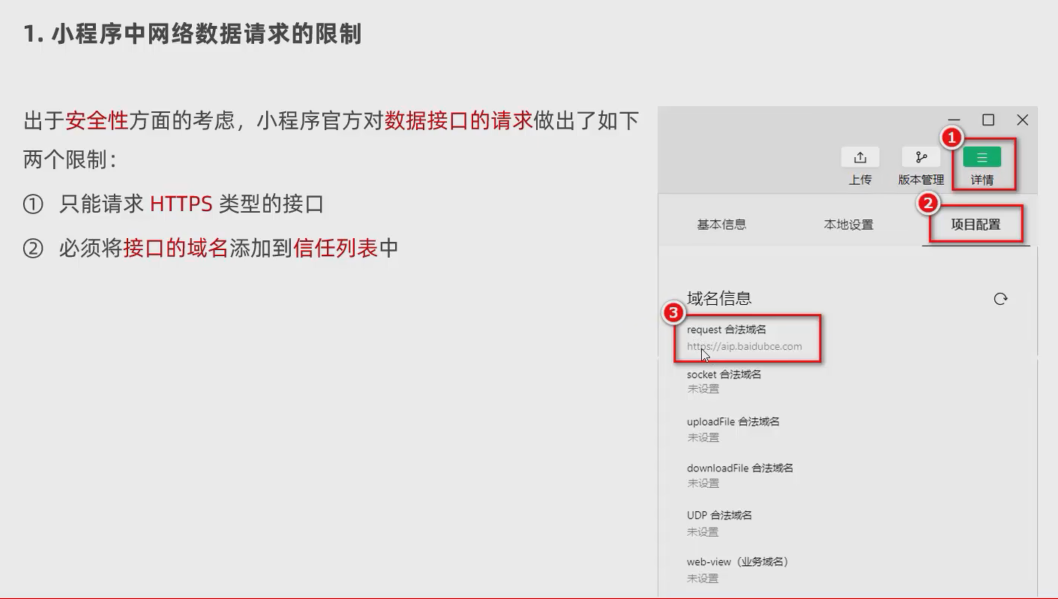 1. 小程序中网络数据请求的限制
出于安全性方面的考虑，小程序官方对数据接口的请求做出了如下
两个限制：
① 只能请求 HTTPS 类型的接口
② 必须将接口的域名添加到信任列表中
1
上传 版本管理 详情
2
基本信息 本地设置 项目配置
域名信息
3
request 合法域名
https://aip.baidubce.com
socket 合法域名
未设置
uploadFile 合法域名
未设置
downloadFile 合法域名
未设置
UDP 合法域名
未设置
web-view（业务域名）
未设置